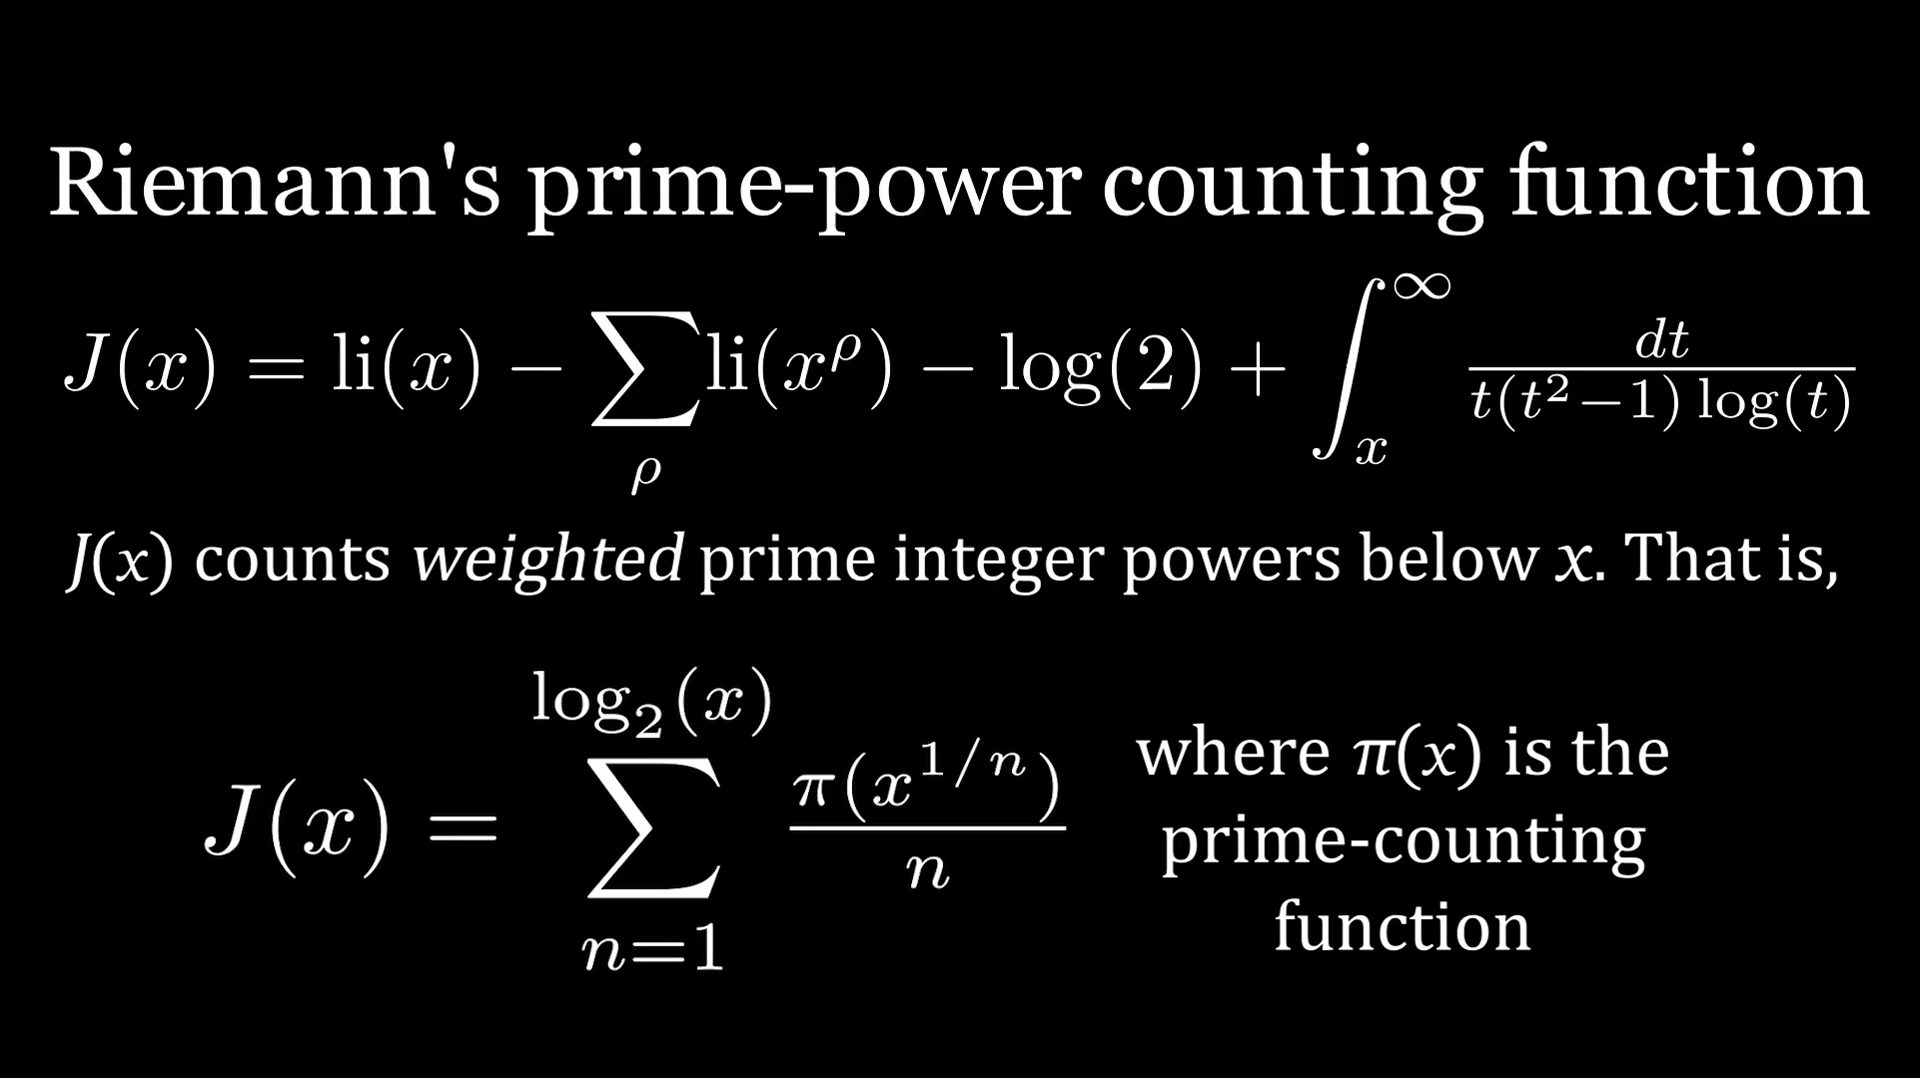 Riemann's prime-power counting function
J(x) = li(x) − ∑_ρ li(x^ρ) − log(2) + ∫_x^∞ dt / (t(t²−1) log(t))
J(x) counts weighted prime integer powers below x. That is,
J(x) = ∑_{n=1}^{log₂(x)} π(x^{1/n}) / n
where π(x) is the
prime-counting
function